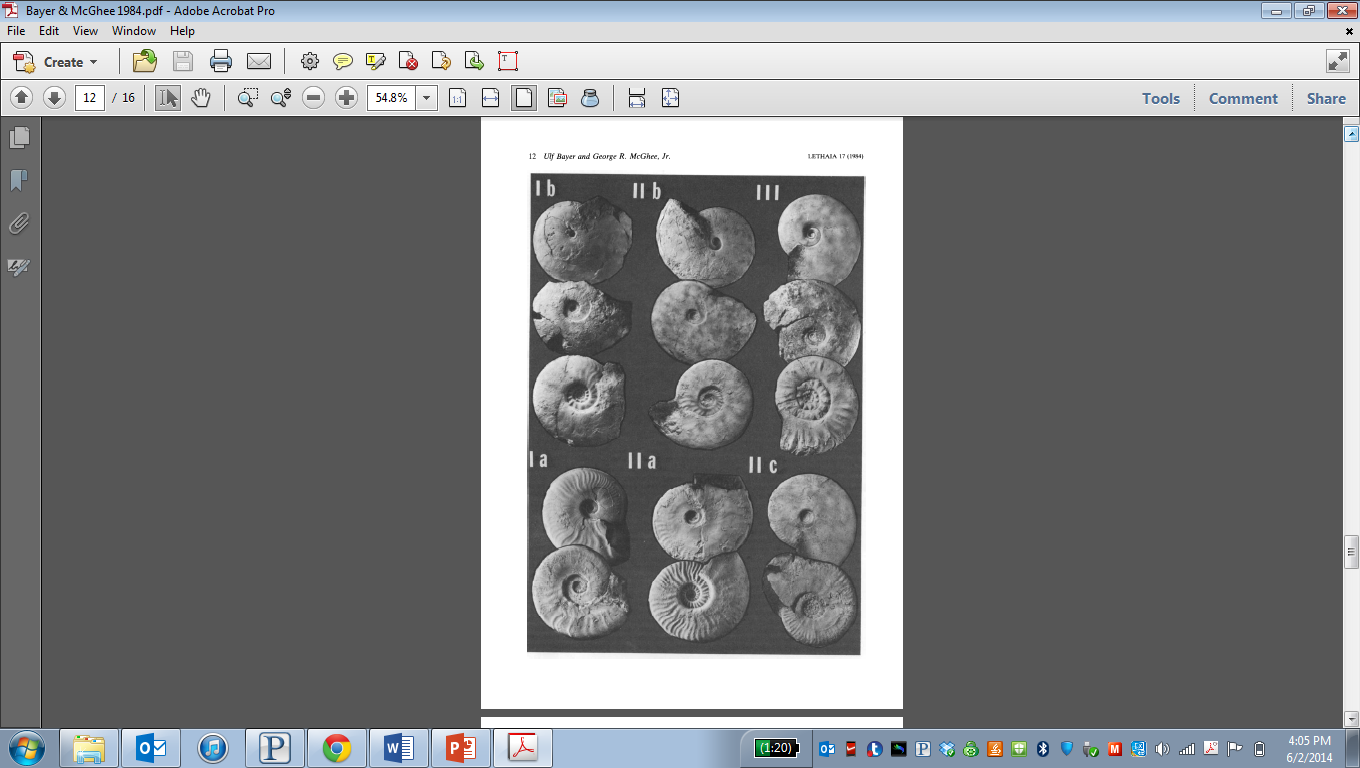 Bayer & McGhee 1984.pdf - Adobe Acrobat Pro
File Edit View Window Help
Create
12 / 16 54.8% Tools Comment Share
12 Ulf Bayer and George R. McGhee, Jr. LETHAIA 17 (1984)
I b II b III
I a II a II c
(1:20) 4:05 PM
6/2/2014